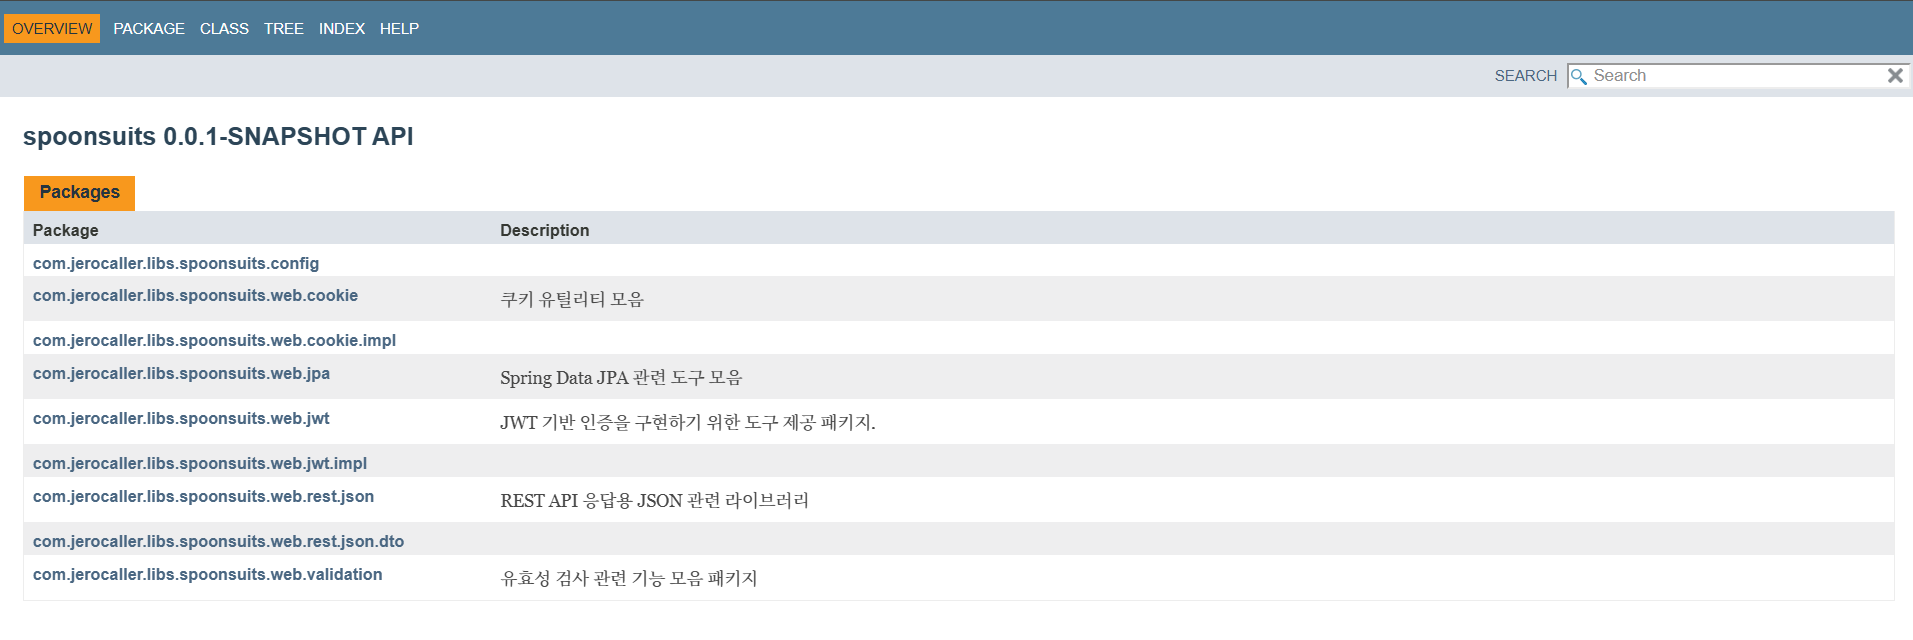 OVERVIEW PACKAGE CLASS TREE INDEX HELP
SEARCH Search
spoonsuits 0.0.1-SNAPSHOT API
Packages
Package Description
com.jerocaller.libs.spoonsuits.config
com.jerocaller.libs.spoonsuits.web.cookie 쿠키 유틸리티 모음
com.jerocaller.libs.spoonsuits.web.cookie.impl
com.jerocaller.libs.spoonsuits.web.jpa Spring Data JPA 관련 도구 모음
com.jerocaller.libs.spoonsuits.web.jwt JWT 기반 인증을 구현하기 위한 도구 제공 패키지.
com.jerocaller.libs.spoonsuits.web.jwt.impl
com.jerocaller.libs.spoonsuits.web.rest.json REST API 응답용 JSON 관련 라이브러리
com.jerocaller.libs.spoonsuits.web.rest.json.dto
com.jerocaller.libs.spoonsuits.web.validation 유효성 검사 관련 기능 모음 패키지